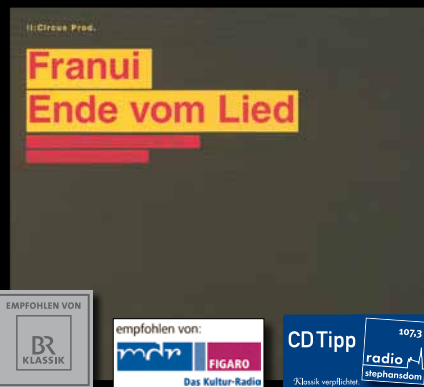 II:Circus Prod.
Franui
Ende vom Lied
EMPFOHLEN VON
BR
KLASSIK
empfohlen von:
mdr FIGARO
Das Kultur-Radio
CD Tipp
Klassik verpflichtet.
107,3
radio
stephansdom